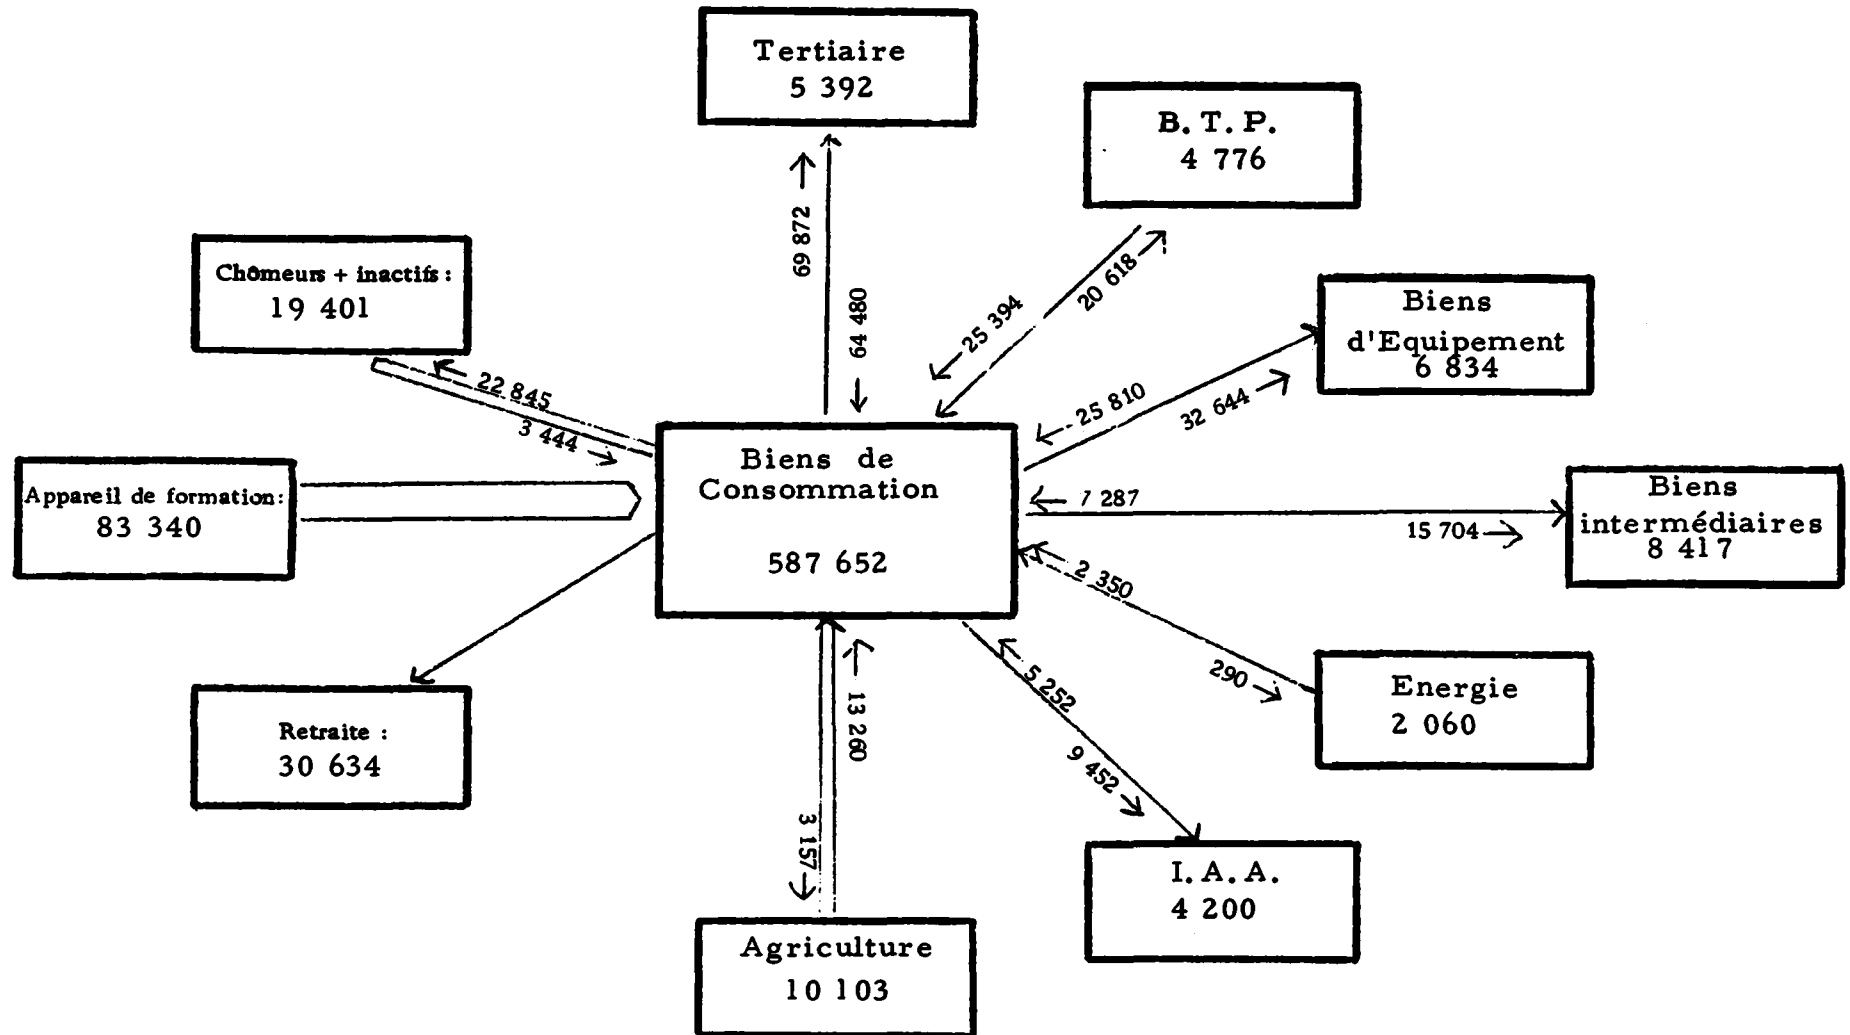 Tertiaire
5 392
B. T. P.
4 776
69 872
64 480
25 394
20 618
Chômeurs + inactifs :
19 401
Biens
d'Equipement
6 834
22 845
3 444
25 810
32 644
Biens de
Consommation
587 652
Appareil de formation:
83 340
7 287
15 704
Biens
intermédiaires
8 417
2 350
290
Energie
2 060
Retraite :
30 634
13 260
3 157
5 252
9 452
I. A. A.
4 200
Agriculture
10 103